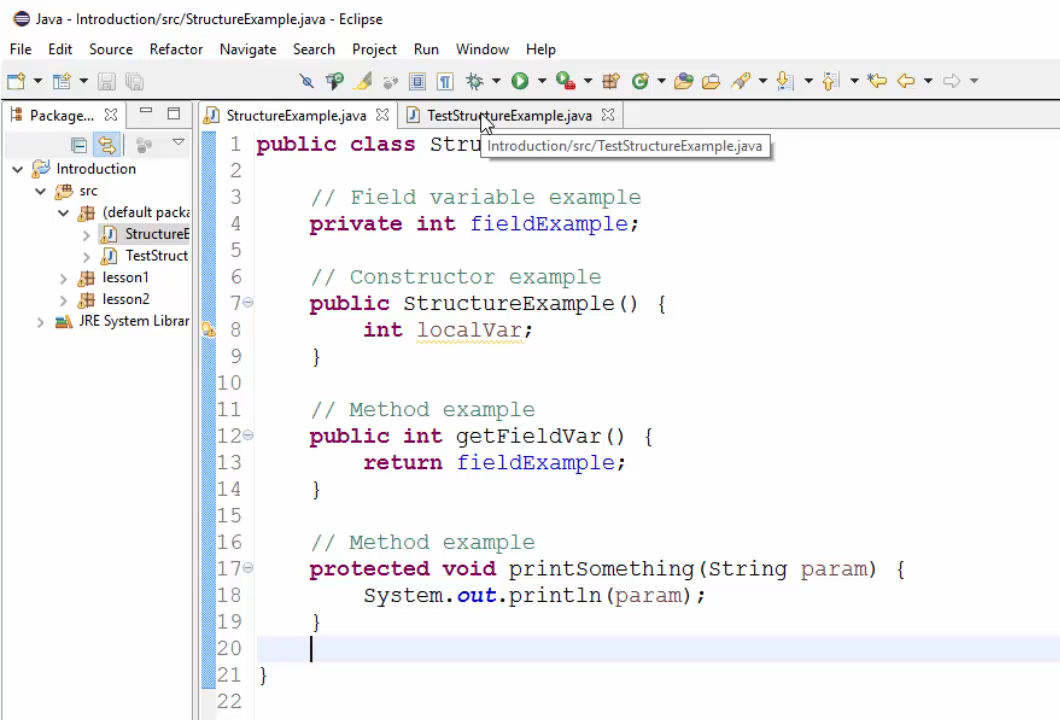 Java - Introduction/src/StructureExample.java - Eclipse
File Edit Source Refactor Navigate Search Project Run Window Help
Package... StructureExample.java TestStructureExample.java
Introduction/src/TestStructureExample.java
Introduction
src
(default packa
StructureE
TestStruct
lesson1
lesson2
JRE System Librar
1 public class Stru
2
3 // Field variable example
4 private int fieldExample;
5
6 // Constructor example
7 public StructureExample() {
8 int localVar;
9 }
10
11 // Method example
12 public int getFieldVar() {
13 return fieldExample;
14 }
15
16 // Method example
17 protected void printSomething(String param) {
18 System.out.println(param);
19 }
20
21 }
22